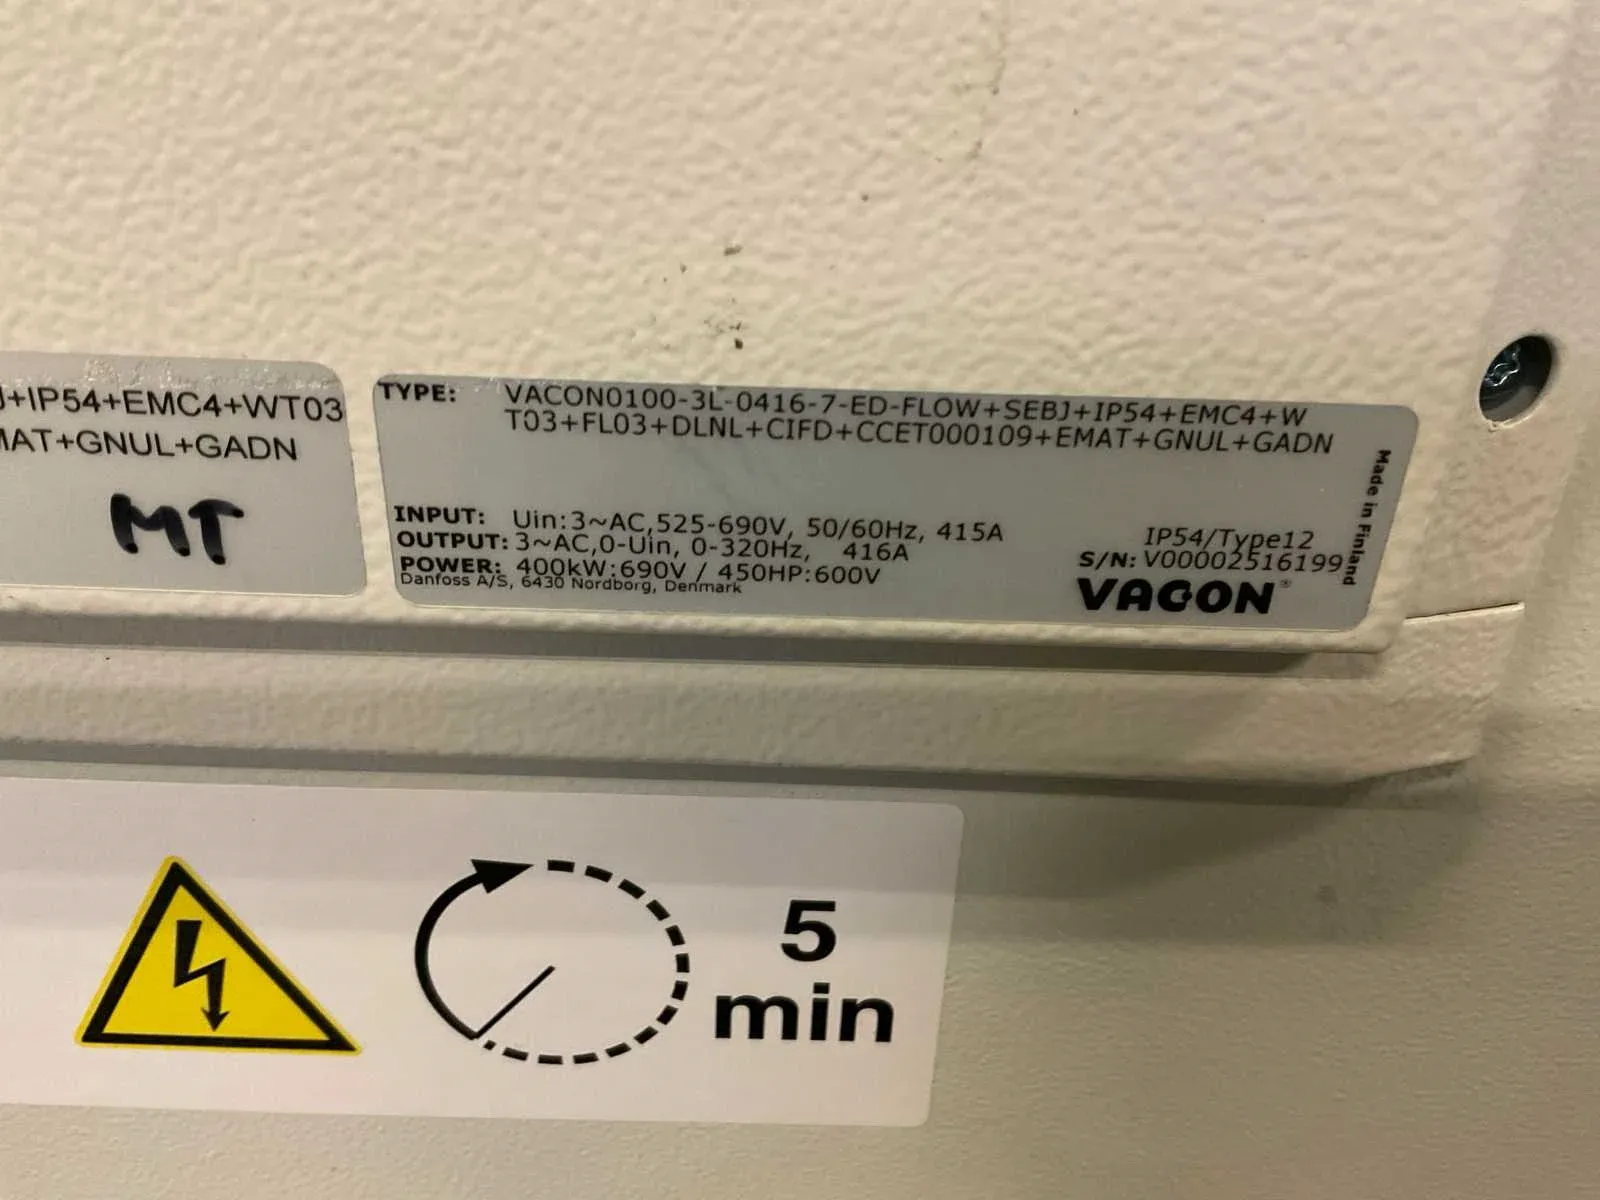 J+IP54+EMC4+WT03
MAT+GNUL+GADN
MT
TYPE: VACON0100-3L-0416-7-ED-FLOW+SEBJ+IP54+EMC4+W
T03+FL03+DLNL+CIFD+CCET000109+EMAT+GNUL+GADN
INPUT: Uin:3~AC,525-690V, 50/60Hz, 415A
OUTPUT: 3~AC,0-Uin, 0-320Hz, 416A
POWER: 400kW:690V / 450HP:600V
Danfoss A/S, 6430 Nordborg, Denmark
IP54/Type12
S/N: V00002516199
VACON®
Made in Finland
5
min